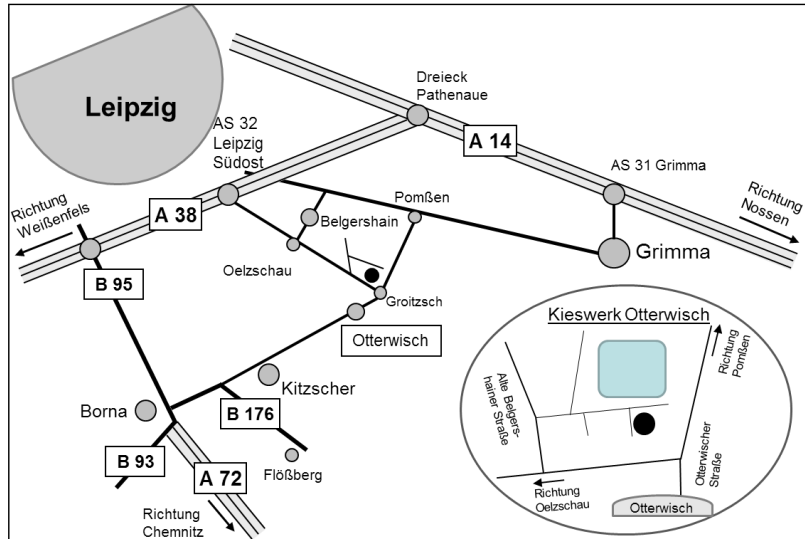 Leipzig
Dreieck
Pathenaue
AS 32
Leipzig
Südost
A 14
AS 31 Grimma
Richtung
Weißenfels
A 38
Pomßen
Richtung
Nossen
Belgershain
Grimma
Oelzschau
B 95
Groitzsch
Otterwisch
Kieswerk Otterwisch
Richtung
Pomßen
Alte Belgers-
hainer Straße
Kitzscher
Borna
B 176
Otterwischer
Straße
B 93
A 72
Flößberg
Richtung
Oelzschau
Otterwisch
Richtung
Chemnitz